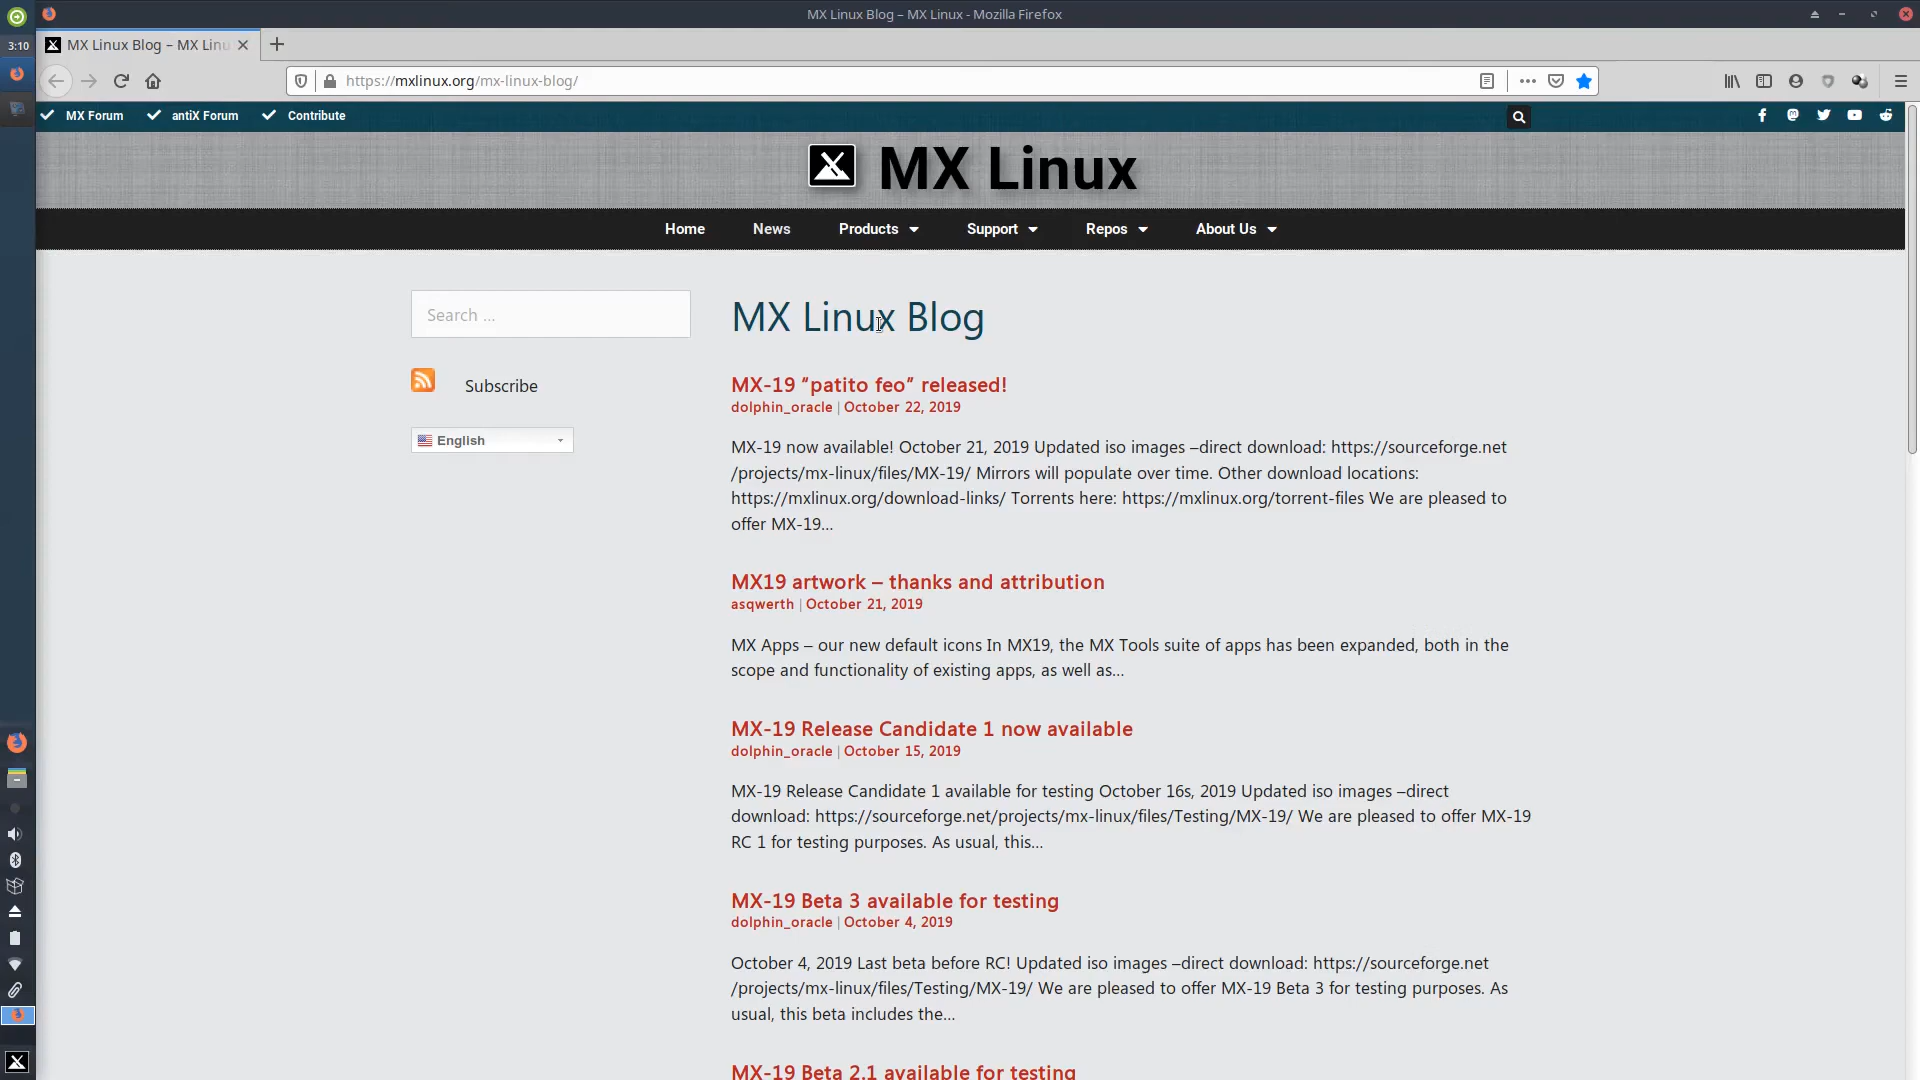 MX Linux Blog – MX Linux - Mozilla Firefox
3:10
MX Linux Blog – MX Linu
https://mxlinux.org/mx-linux-blog/
MX Forum antiX Forum Contribute
MX Linux
Home News Products Support Repos About Us
Search ...
Subscribe
English
MX Linux Blog
MX-19 “patito feo” released!
dolphin_oracle | October 22, 2019
MX-19 now available! October 21, 2019 Updated iso images –direct download: https://sourceforge.net
/projects/mx-linux/files/MX-19/ Mirrors will populate over time. Other download locations:
https://mxlinux.org/download-links/ Torrents here: https://mxlinux.org/torrent-files We are pleased to
offer MX-19...
MX19 artwork – thanks and attribution
asqwerth | October 21, 2019
MX Apps – our new default icons In MX19, the MX Tools suite of apps has been expanded, both in the
scope and functionality of existing apps, as well as...
MX-19 Release Candidate 1 now available
dolphin_oracle | October 15, 2019
MX-19 Release Candidate 1 available for testing October 16s, 2019 Updated iso images –direct
download: https://sourceforge.net/projects/mx-linux/files/Testing/MX-19/ We are pleased to offer MX-19
RC 1 for testing purposes. As usual, this...
MX-19 Beta 3 available for testing
dolphin_oracle | October 4, 2019
October 4, 2019 Last beta before RC! Updated iso images –direct download: https://sourceforge.net
/projects/mx-linux/files/Testing/MX-19/ We are pleased to offer MX-19 Beta 3 for testing purposes. As
usual, this beta includes the...
MX-19 Beta 2.1 available for testing